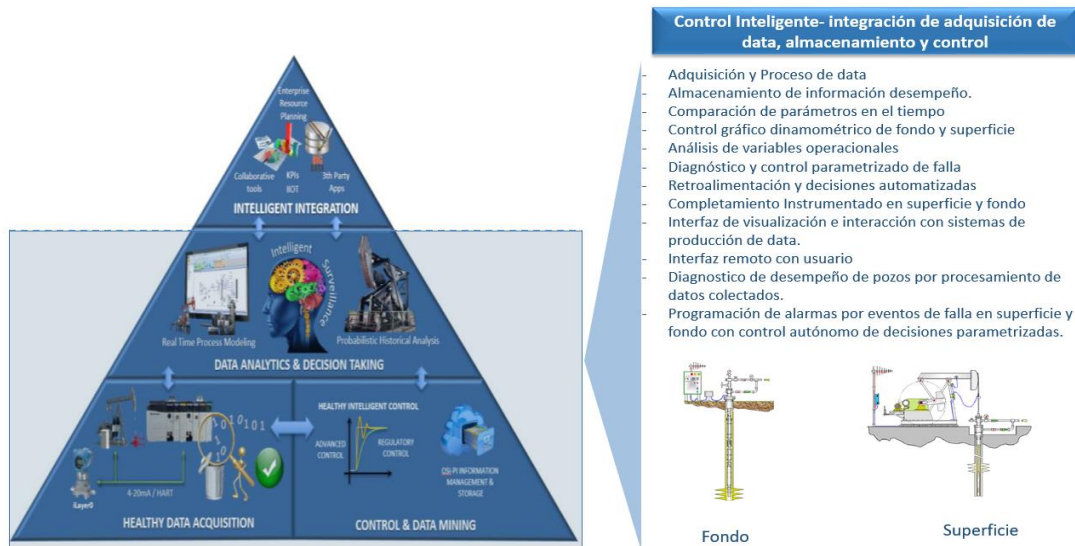 Enterprise
Resource
Planning
Collaborative
tools
KPIs
BOT
3th Party
Apps
INTELLIGENT INTEGRATION
Intelligent
Surveillance
Real Time Process Modeling
Probabilistic Historical Analysis
DATA ANALYTICS & DECISION TAKING
1010101
1
10
iLayer0
4-20mA / HART
HEALTHY DATA ACQUISITION
HEALTHY INTELLIGENT CONTROL
ADVANCED
CONTROL
REGULATORY
CONTROL
OSI-PI INFORMATION
MANAGEMENT &
STORAGE
CONTROL & DATA MINING
Control Inteligente- integración de adquisición de
data, almacenamiento y control
- Adquisición y Proceso de data
- Almacenamiento de información desempeño.
- Comparación de parámetros en el tiempo
- Control gráfico dinamométrico de fondo y superficie
- Análisis de variables operacionales
- Diagnóstico y control parametrizado de falla
- Retroalimentación y decisiones automatizadas
- Completamiento Instrumentado en superficie y fondo
- Interfaz de visualización e interacción con sistemas de
producción de data.
- Interfaz remoto con usuario
- Diagnostico de desempeño de pozos por procesamiento de
datos colectados.
- Programación de alarmas por eventos de falla en superficie y
fondo con control autónomo de decisiones parametrizadas.
Fondo
Superficie